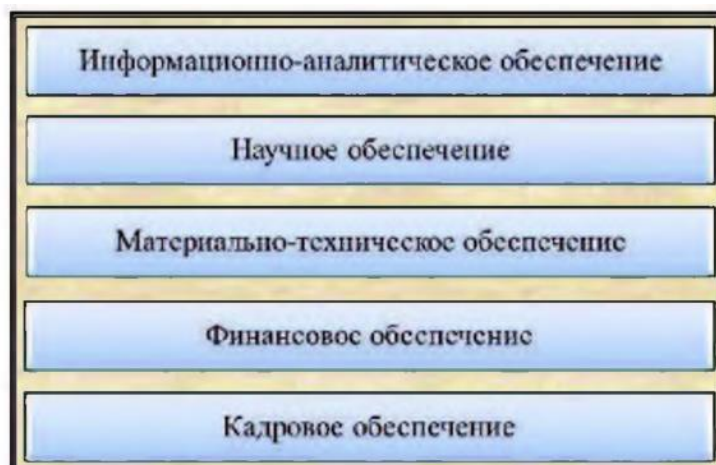 Информационно-аналитическое обеспечение
Научное обеспечение
Материально-техническое обеспечение
Финансовое обеспечение
Кадровое обеспечение